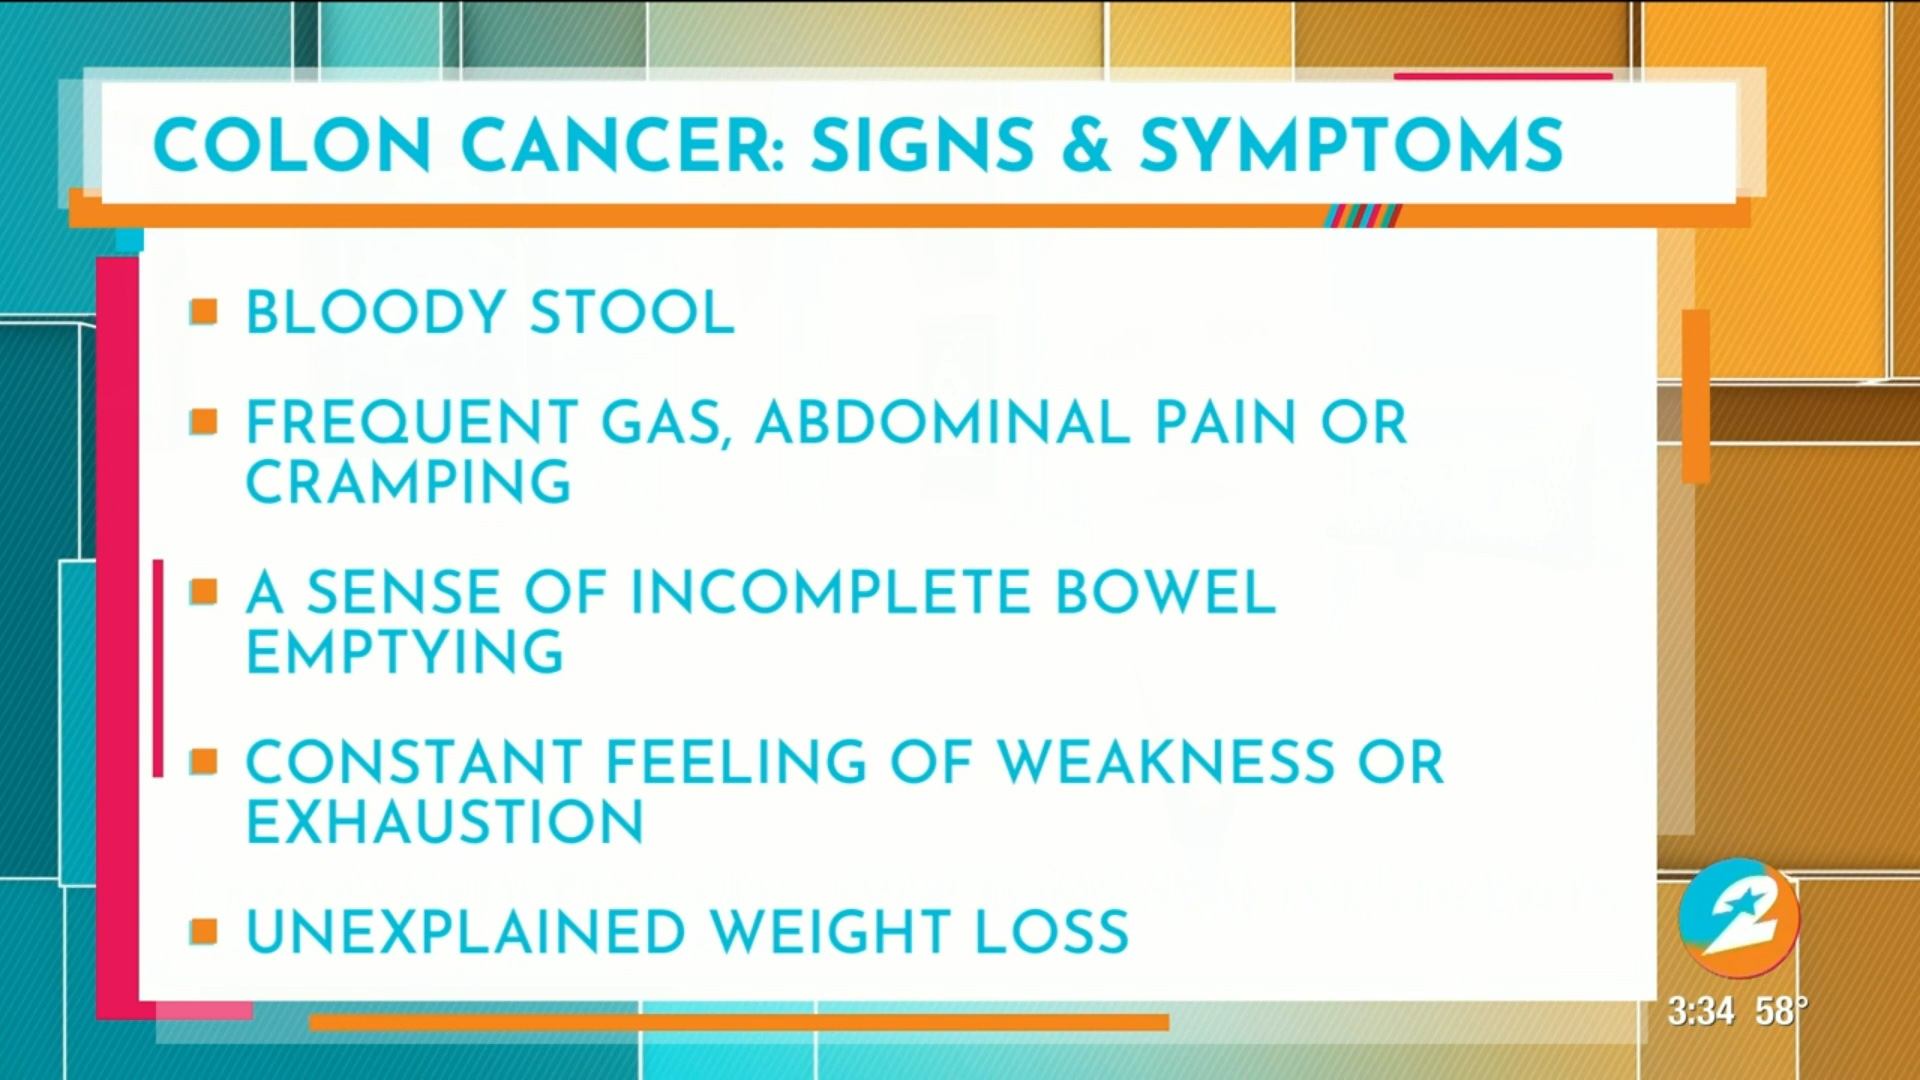 COLON CANCER: SIGNS & SYMPTOMS
BLOODY STOOL
FREQUENT GAS, ABDOMINAL PAIN OR
CRAMPING
A SENSE OF INCOMPLETE BOWEL
EMPTYING
CONSTANT FEELING OF WEAKNESS OR
EXHAUSTION
UNEXPLAINED WEIGHT LOSS
2
3:34 58°